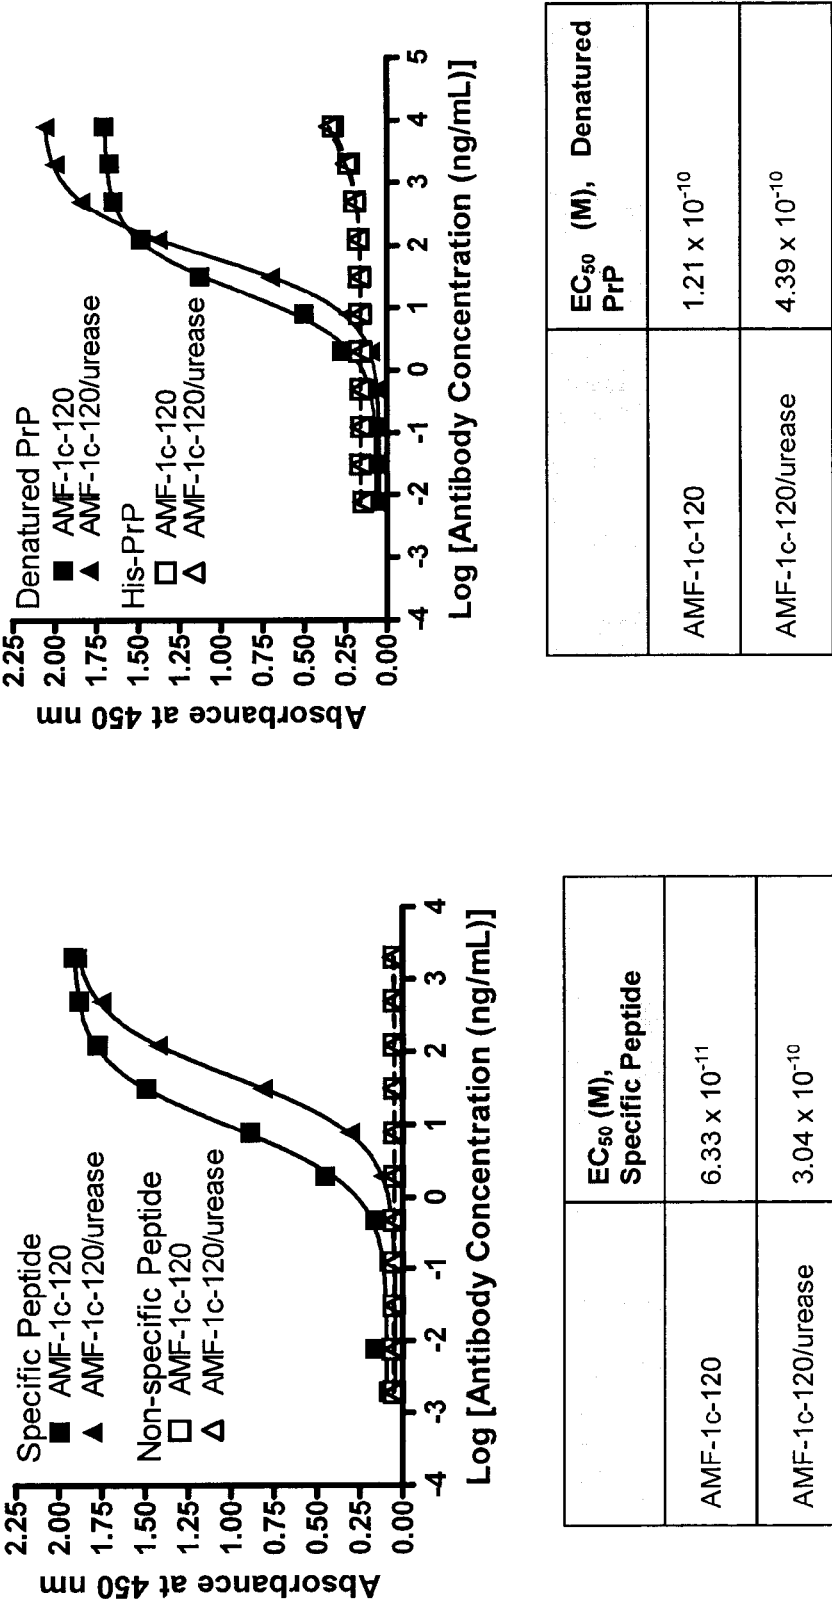 Specific Peptide
AMF-1c-120
AMF-1c-120/urease
Non-specific Peptide
AMF-1c-120
AMF-1c-120/urease
2.25
2.00
1.75
1.50
1.25
1.00
0.75
0.50
0.25
0.00
Absorbance at 450 nm
-4 -3 -2 -1 0 1 2 3 4
Log [Antibody Concentration (ng/mL)]
EC₅₀ (M),
Specific Peptide
AMF-1c-120 6.33 x 10⁻¹¹
AMF-1c-120/urease 3.04 x 10⁻¹⁰
Denatured PrP
AMF-1c-120
AMF-1c-120/urease
His-PrP
AMF-1c-120
AMF-1c-120/urease
2.25
2.00
1.75
1.50
1.25
1.00
0.75
0.50
0.25
0.00
Absorbance at 450 nm
-4 -3 -2 -1 0 1 2 3 4 5
Log [Antibody Concentration (ng/mL)]
EC₅₀ (M), Denatured
PrP
AMF-1c-120 1.21 x 10⁻¹⁰
AMF-1c-120/urease 4.39 x 10⁻¹⁰